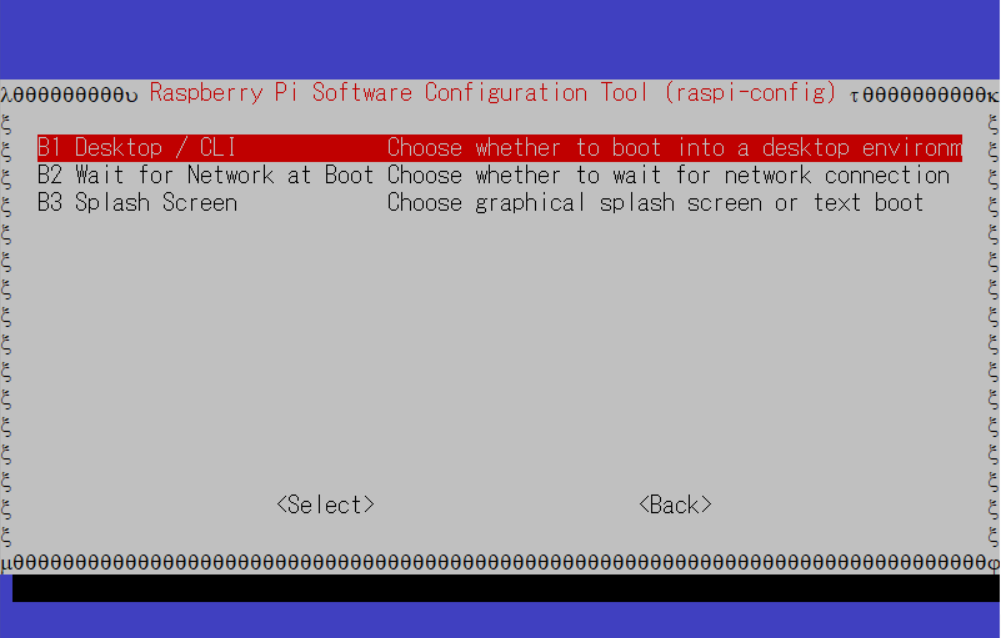 λθθθθθθθθθυ Raspberry Pi Software Configuration Tool (raspi-config) τθθθθθθθθθθκ
ξ ξ
ξ B1 Desktop / CLI Choose whether to boot into a desktop environm ξ
ξ B2 Wait for Network at Boot Choose whether to wait for network connection ξ
ξ B3 Splash Screen Choose graphical splash screen or text boot ξ
ξ ξ
ξ ξ
ξ ξ
ξ ξ
ξ ξ
ξ ξ
ξ ξ
ξ ξ
ξ ξ
ξ ξ
ξ <Select> <Back> ξ
ξ ξ
μθθθθθθθθθθθθθθθθθθθθθθθθθθθθθθθθθθθθθθθθθθθθθθθθθθθθθθθθθθθθθθθθθθθθθθθθθθθθθθφ